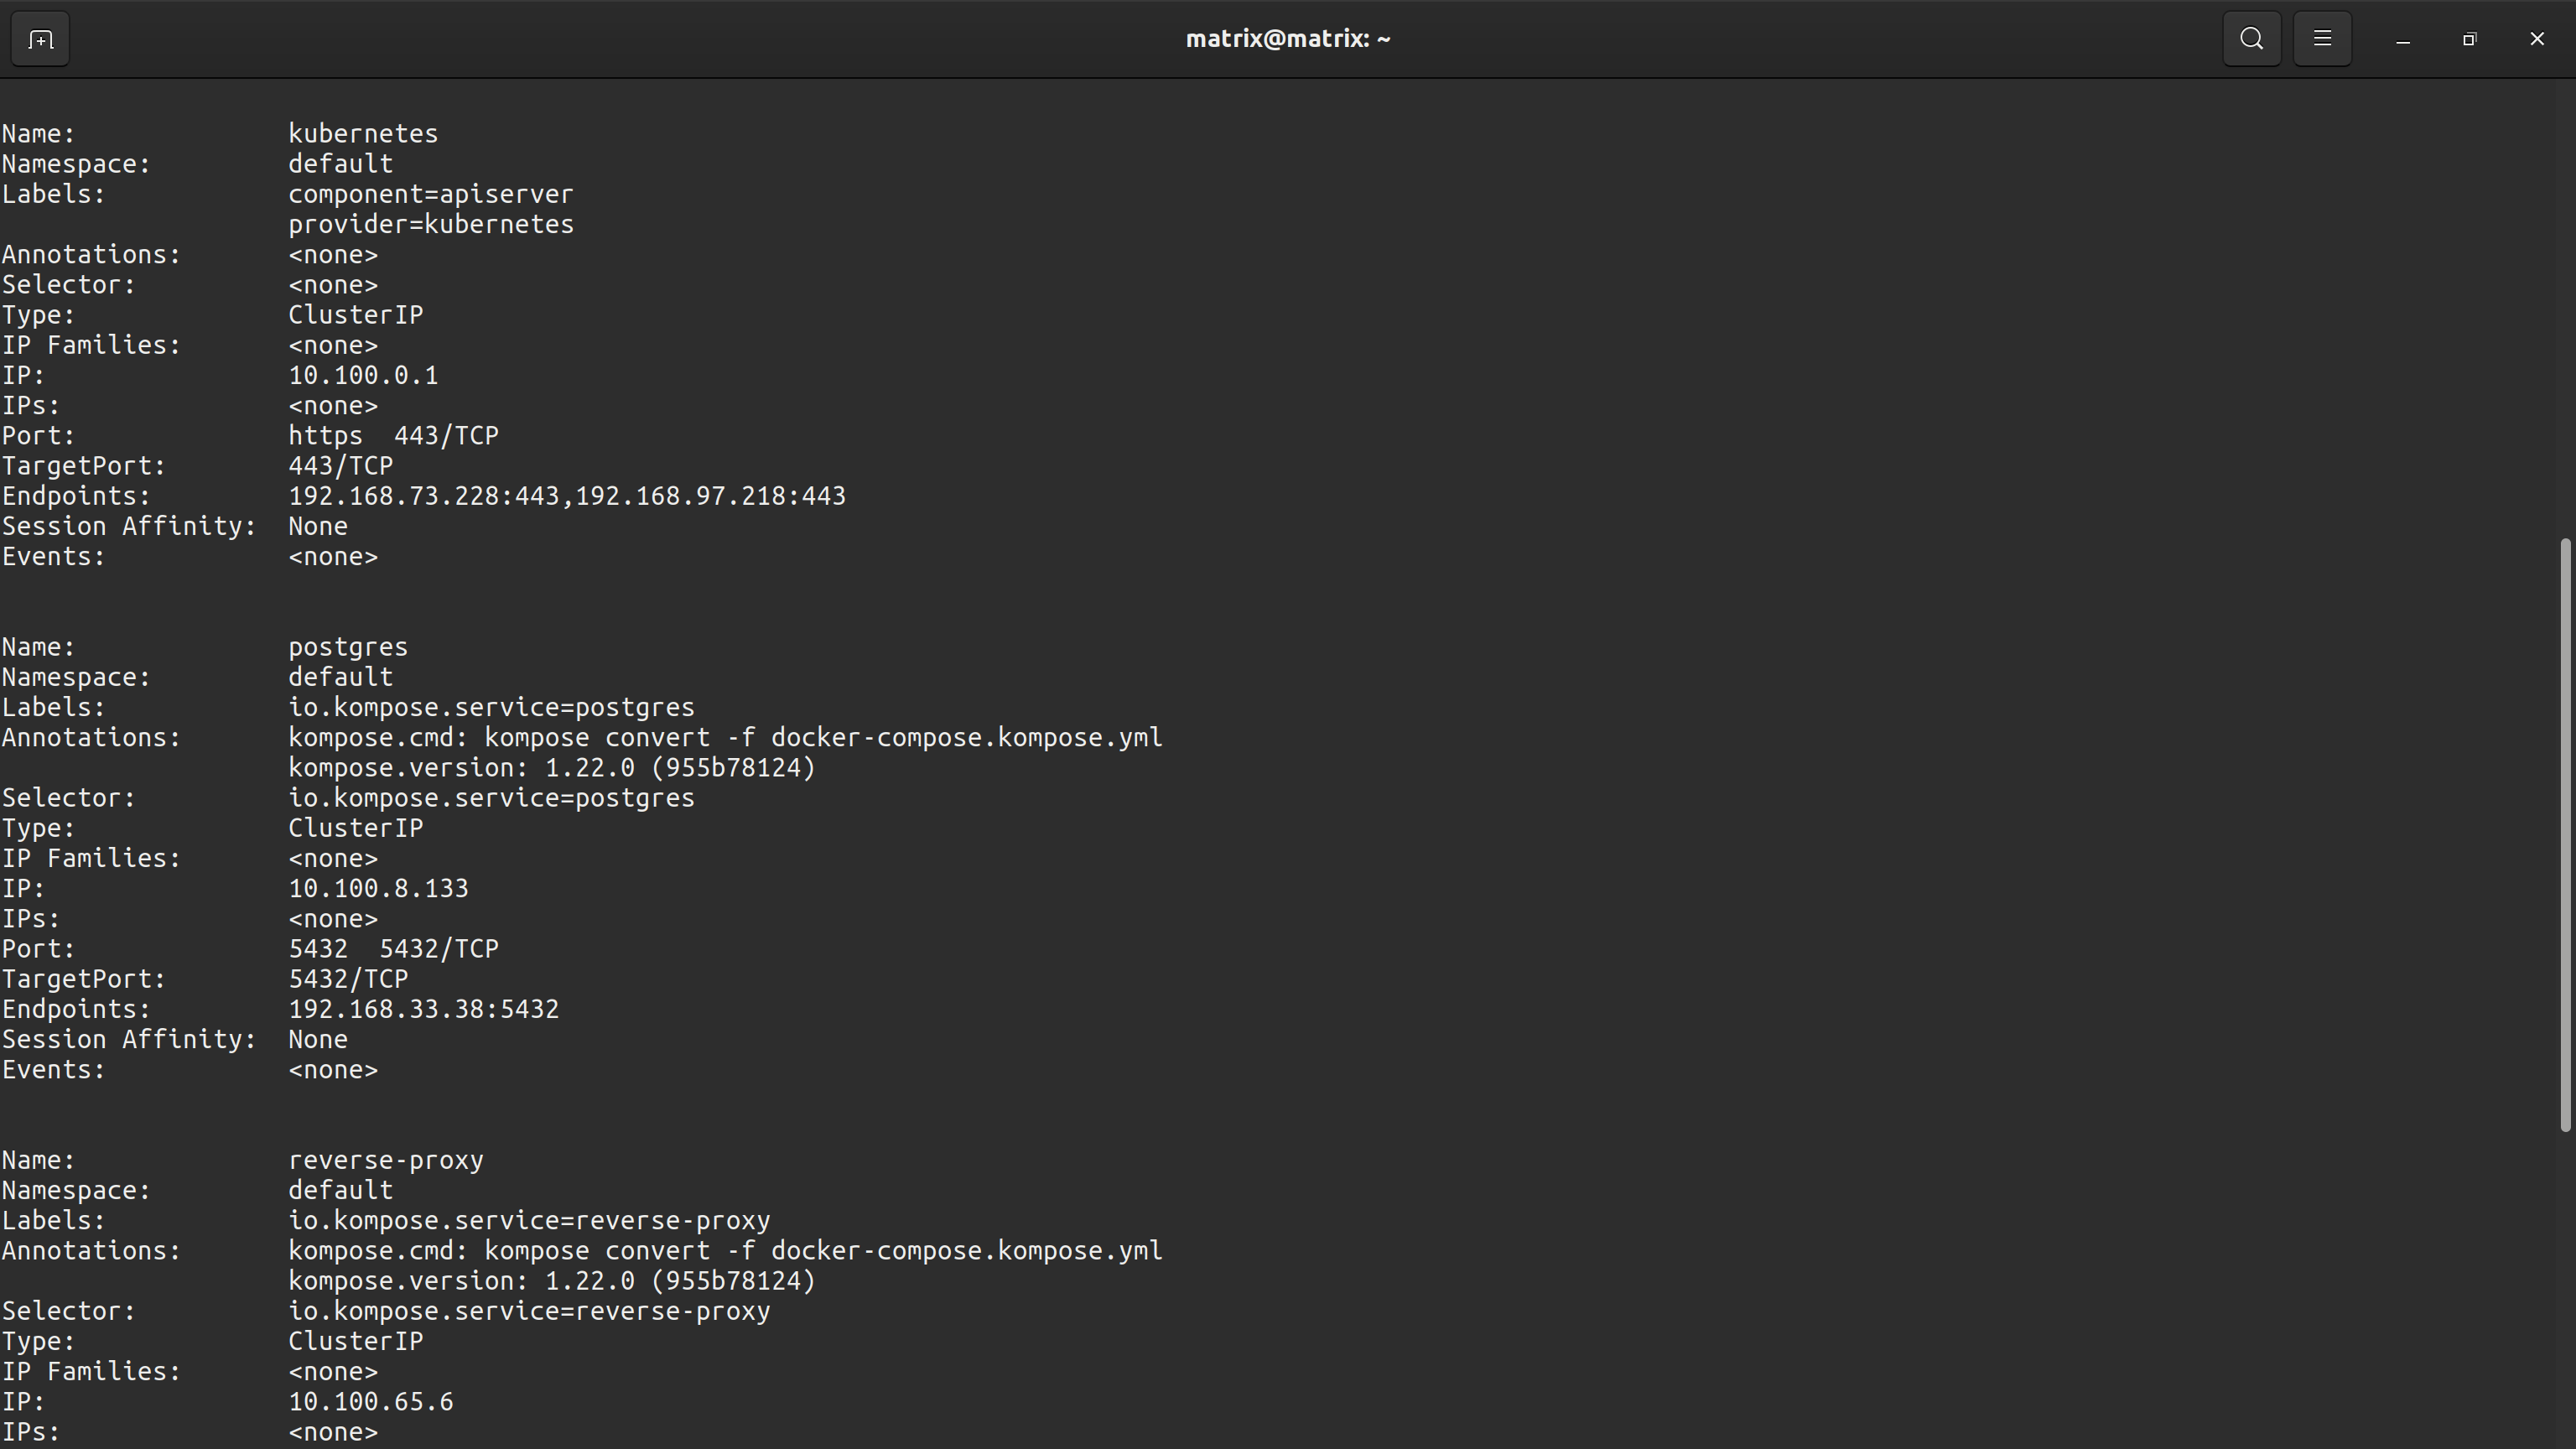 matrix@matrix: ~
Name:              kubernetes
Namespace:         default
Labels:            component=apiserver
                   provider=kubernetes
Annotations:       <none>
Selector:          <none>
Type:              ClusterIP
IP Families:       <none>
IP:                10.100.0.1
IPs:               <none>
Port:              https  443/TCP
TargetPort:        443/TCP
Endpoints:         192.168.73.228:443,192.168.97.218:443
Session Affinity:  None
Events:            <none>
Name:              postgres
Namespace:         default
Labels:            io.kompose.service=postgres
Annotations:       kompose.cmd: kompose convert -f docker-compose.kompose.yml
                   kompose.version: 1.22.0 (955b78124)
Selector:          io.kompose.service=postgres
Type:              ClusterIP
IP Families:       <none>
IP:                10.100.8.133
IPs:               <none>
Port:              5432  5432/TCP
TargetPort:        5432/TCP
Endpoints:         192.168.33.38:5432
Session Affinity:  None
Events:            <none>
Name:              reverse-proxy
Namespace:         default
Labels:            io.kompose.service=reverse-proxy
Annotations:       kompose.cmd: kompose convert -f docker-compose.kompose.yml
                   kompose.version: 1.22.0 (955b78124)
Selector:          io.kompose.service=reverse-proxy
Type:              ClusterIP
IP Families:       <none>
IP:                10.100.65.6
IPs:               <none>